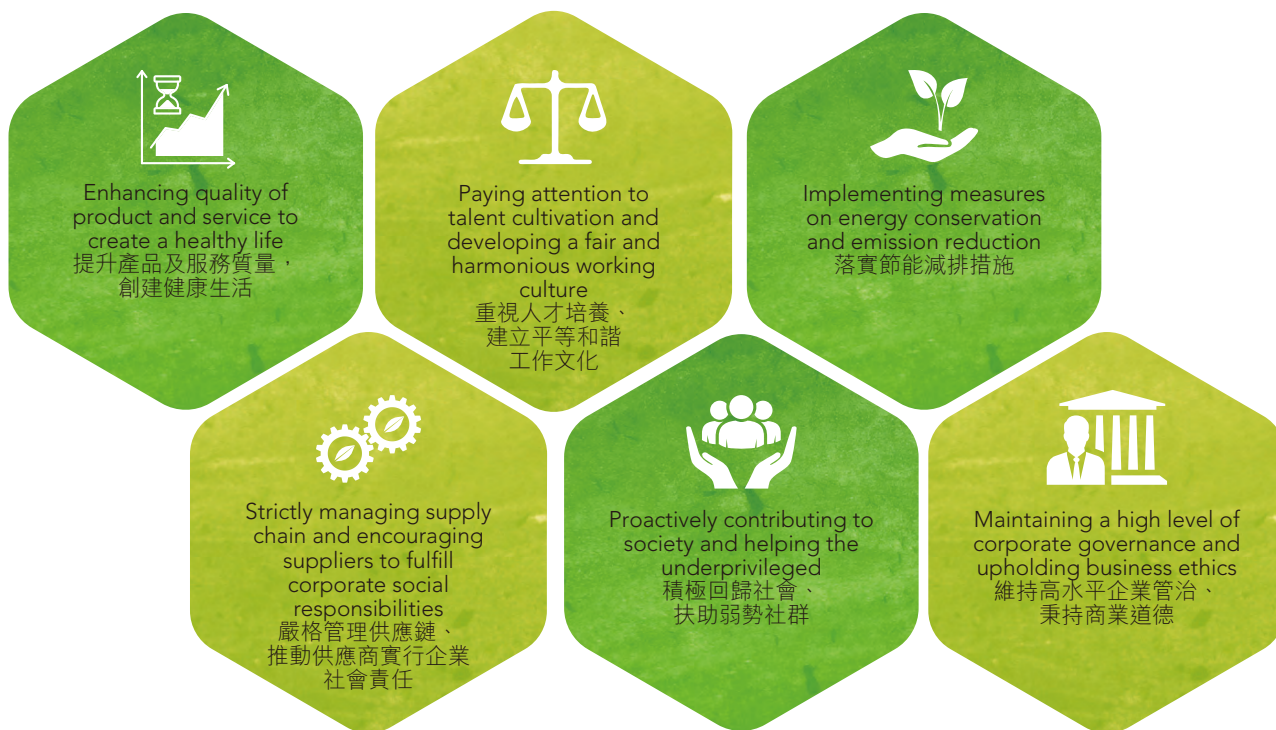 Enhancing quality of
product and service to
create a healthy life
提升產品及服務質量，
創建健康生活
Paying attention to
talent cultivation and
developing a fair and
harmonious working
culture
重視人才培養、
建立平等和諧
工作文化
Implementing measures
on energy conservation
and emission reduction
落實節能減排措施
Strictly managing supply
chain and encouraging
suppliers to fulfill
corporate social
responsibilities
嚴格管理供應鏈、
推動供應商實行企業
社會責任
Proactively contributing to
society and helping the
underprivileged
積極回歸社會、
扶助弱勢社群
Maintaining a high level of
corporate governance and
upholding business ethics
維持高水平企業管治、
秉持商業道德